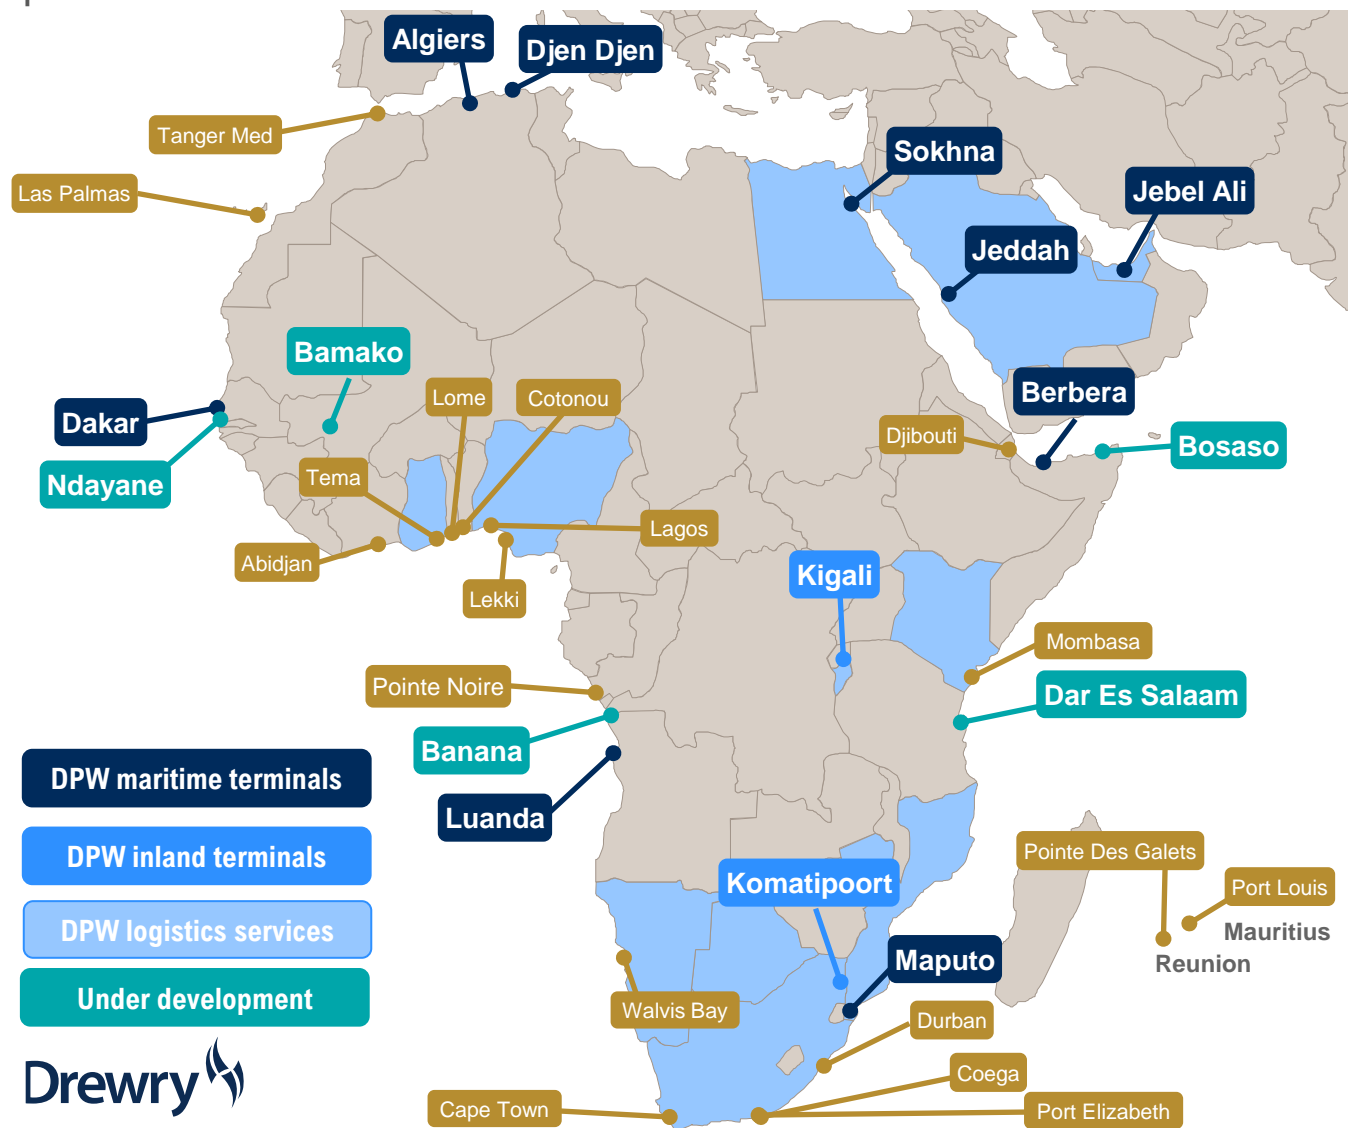 Algiers
Djen Djen
Tanger Med
Sokhna
Jebel Ali
Las Palmas
Jeddah
Bamako
Lome
Cotonou
Berbera
Dakar
Djibouti
Bosaso
Ndayane
Tema
Lagos
Abidjan
Kigali
Lekki
Mombasa
Pointe Noire
Dar Es Salaam
Banana
DPW maritime terminals
Luanda
DPW inland terminals
Pointe Des Galets
Komatipoort
Port Louis
DPW logistics services
Mauritius
Maputo
Reunion
Under development
Walvis Bay
Durban
Drewry
Coega
Cape Town
Port Elizabeth